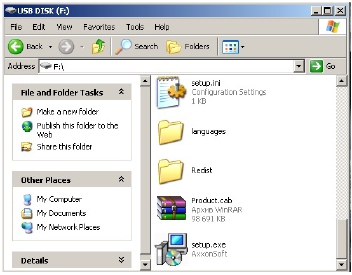 USB DISK (F:)
File Edit View Favorites Tools Help
Back Search Folders
Address F:\ Go
File and Folder Tasks
Make a new folder
Publish this folder to the
Web
Share this folder
Other Places
My Computer
My Documents
My Network Places
Details
setup.ini
Configuration Settings
1 KB
languages
Redist
Product.cab
Архив WinRAR
98 691 KB
setup.exe
AxxonSoft